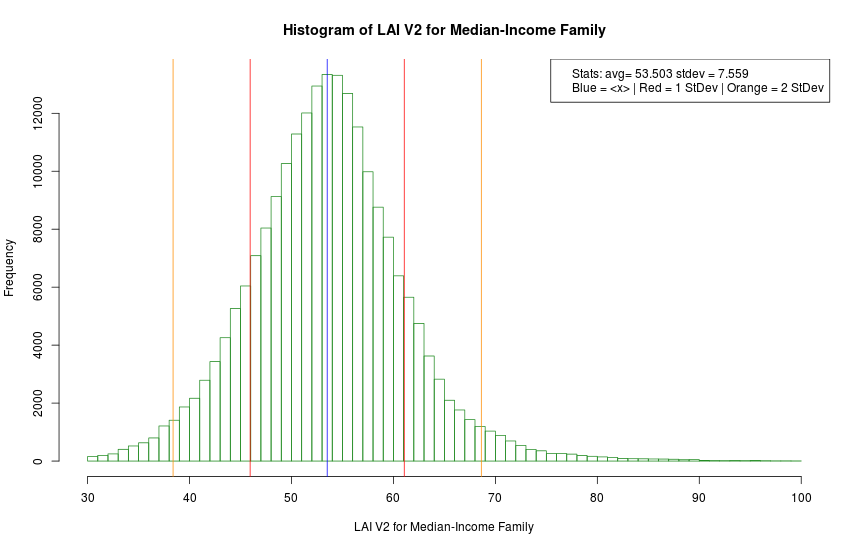 Histogram of LAI V2 for Median-Income Family
Stats: avg= 53.503 stdev = 7.559
Blue = <x> | Red = 1 StDev | Orange = 2 StDev
Frequency
12000
10000
8000
6000
4000
2000
0
30 40 50 60 70 80 90 100
LAI V2 for Median-Income Family